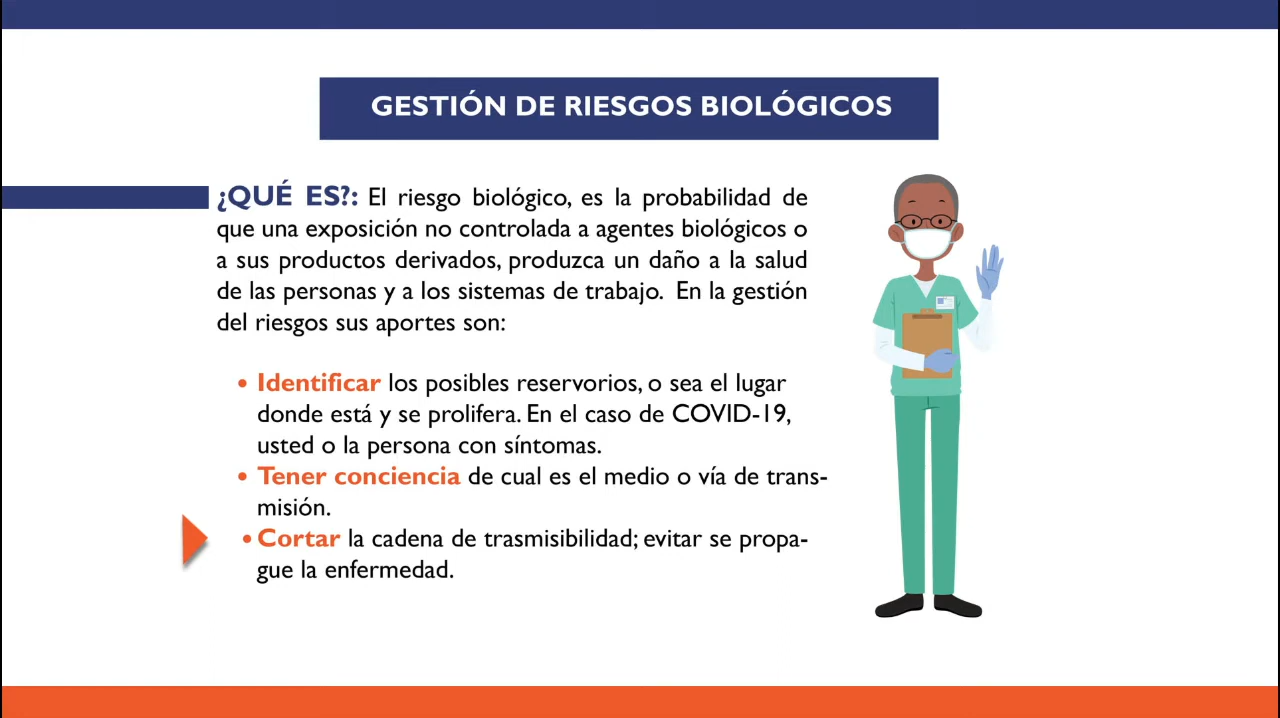 GESTIÓN DE RIESGOS BIOLÓGICOS
¿QUÉ ES?: El riesgo biológico, es la probabilidad de
que una exposición no controlada a agentes biológicos o
a sus productos derivados, produzca un daño a la salud
de las personas y a los sistemas de trabajo. En la gestión
del riesgos sus aportes son:
• Identificar los posibles reservorios, o sea el lugar
donde está y se prolifera. En el caso de COVID-19,
usted o la persona con síntomas.
• Tener conciencia de cual es el medio o vía de trans-
misión.
• Cortar la cadena de trasmisibilidad; evitar se propa-
gue la enfermedad.